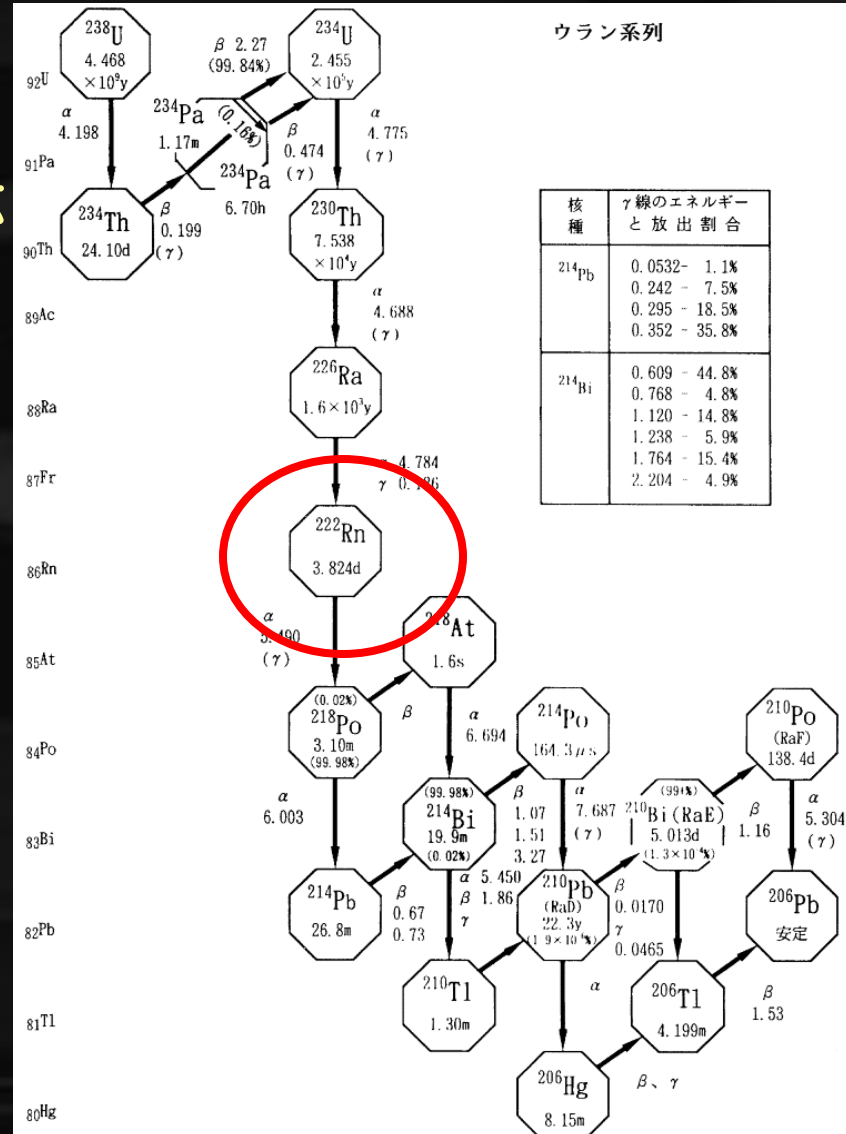 ウラン系列
²³⁸U
4.468
×10⁹y
²³⁴U
2.455
×10⁵y
β 2.27
(99.84%)
₉₂U
α
4.198
²³⁴Pa
1.17m
(0.16%)
β
0.474
(γ)
α
4.775
(γ)
₉₁Pa
²³⁴Pa
6.70h
²³⁴Th
24.10d
β
0.199
(γ)
²³⁰Th
7.538
×10⁴y
₉₀Th
α
4.688
(γ)
₈₉Ac
²²⁶Ra
1.6×10³y
₈₈Ra
4.784
γ
₈₇Fr
²²²Rn
3.824d
₈₆Rn
α
5.490
(γ)
²¹⁸At
1.6s
₈₅At
(0.02%)
²¹⁸Po
3.10m
(99.98%)
β
α
6.694
²¹⁴Po
164.3μs
²¹⁰Po
(RaF)
138.4d
₈₄Po
α
6.003
(99.98%)
²¹⁴Bi
19.9m
(0.02%)
β
1.07
1.51
3.27
α
7.687
(γ)
²¹⁰Bi(RaE)
5.013d
(1.3×10⁻⁴%)
β
1.16
α
5.304
(γ)
₈₃Bi
²¹⁴Pb
26.8m
β
0.67
0.73
α 5.450
β 1.86
γ
²¹⁰Pb
(RaD)
22.3y
β
0.0170
γ
0.0465
²⁰⁶Pb
安定
₈₂Pb
²¹⁰Tl
1.30m
α
²⁰⁶Tl
4.199m
β
1.53
₈₁Tl
²⁰⁶Hg
8.15m
β、γ
₈₀Hg
核種 γ線のエネルギーと放出割合
²¹⁴Pb 0.0532- 1.1%
0.242 - 7.5%
0.295 - 18.5%
0.352 - 35.8%
²¹⁴Bi 0.609 - 44.8%
0.768 - 4.8%
1.120 - 14.8%
1.238 - 5.9%
1.764 - 15.4%
2.204 - 4.9%